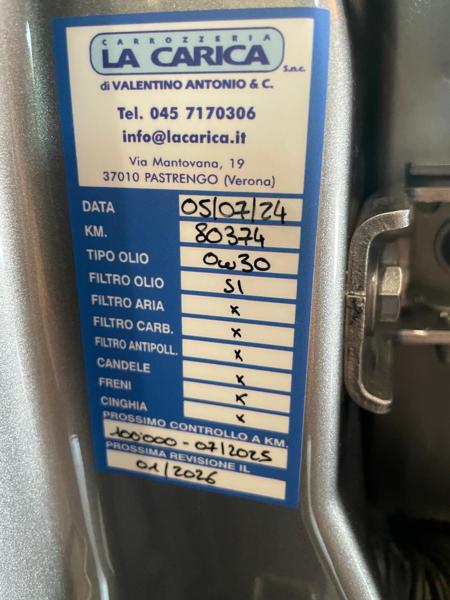 CARROZZERIA
LA CARICA s.n.c.
di VALENTINO ANTONIO & C.
Tel. 045 7170306
info@lacarica.it
Via Mantovana, 19
37010 PASTRENGO (Verona)
DATA 05/07/24
KM. 80374
TIPO OLIO 0w30
FILTRO OLIO SI
FILTRO ARIA x
FILTRO CARB. x
FILTRO ANTIPOLL. x
CANDELE x
FRENI x
CINGHIA x
PROSSIMO CONTROLLO A KM.
100'000 - 07/2025
PROSSIMA REVISIONE IL
01/2026